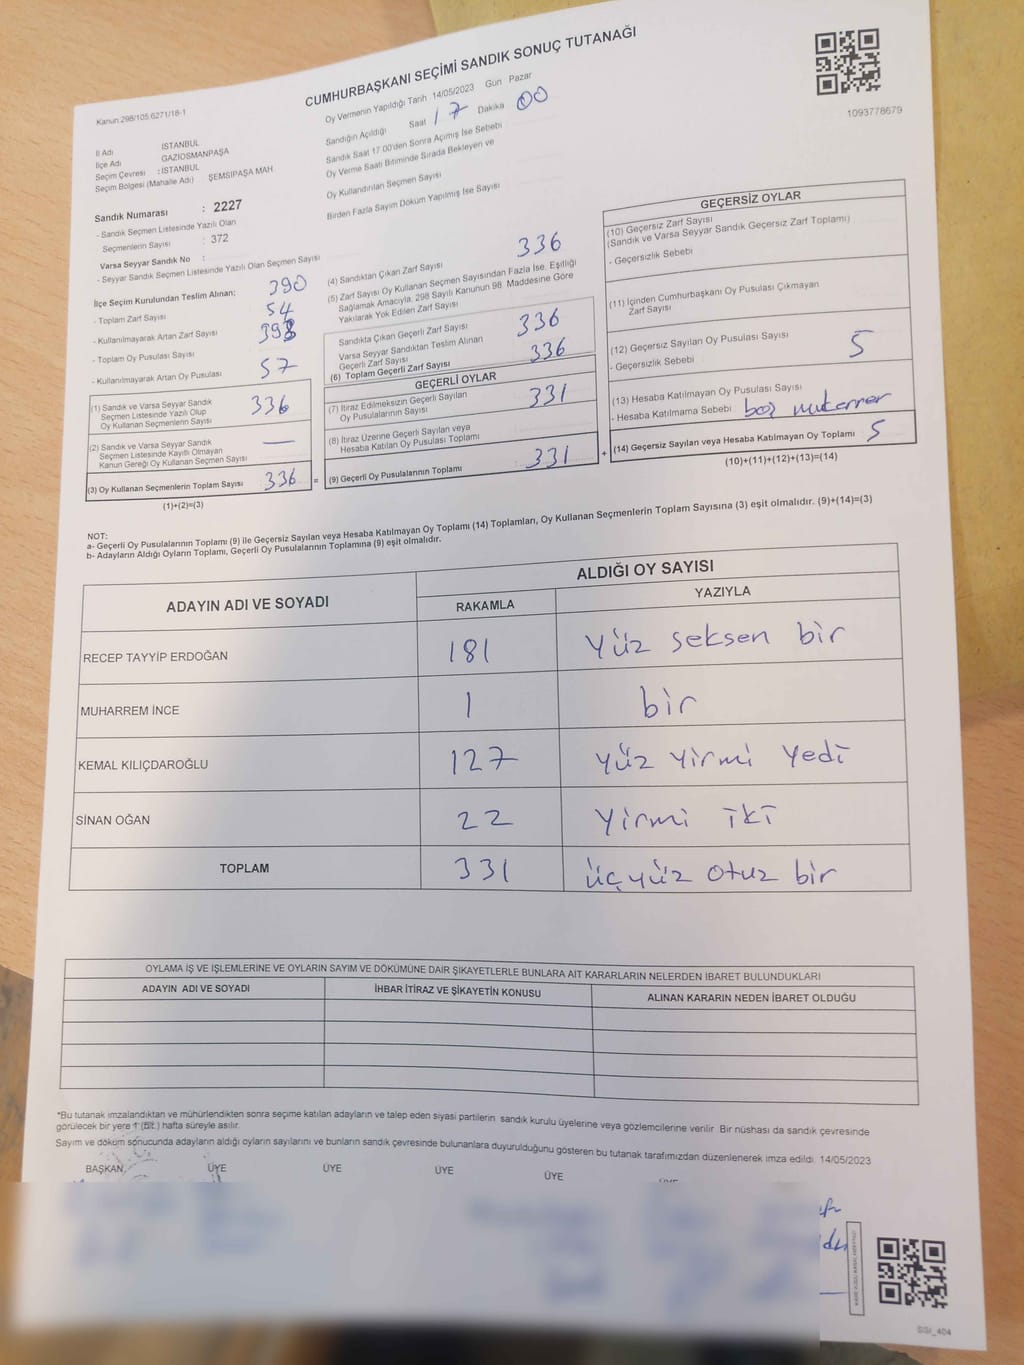 CUMHURBAŞKANI SEÇİMİ SANDIK SONUÇ TUTANAĞI
Kanun 298/105 6271/18-1
Oy Vermenin Yapıldığı Tarih 14/05/2023 Gün Pazar
Sandığın Açıldığı Saat 17 Dakika 00
Sandık Saat 17.00'den Sonra Açılmış İse Sebebi
Oy Verme Saati Bitiminde Sırada Bekleyen ve
Oy Kullandırılan Seçmen Sayısı
Birden Fazla Sayım Döküm Yapılmış İse Sayısı
1093778679
İl Adı : İSTANBUL
İlçe Adı GAZİOSMANPAŞA
Seçim Çevresi : İSTANBUL
Seçim Bölgesi (Mahalle Adı) ŞEMSİPAŞA MAH
Sandık Numarası : 2227
- Sandık Seçmen Listesinde Yazılı Olan
Seçmenlerin Sayısı : 372
Varsa Seyyar Sandık No :
- Seyyar Sandık Seçmen Listesinde Yazılı Olan Seçmen Sayısı
İlçe Seçim Kurulundan Teslim Alınan:
- Toplam Zarf Sayısı 390
- Kullanılmayarak Artan Zarf Sayısı 54
- Toplam Oy Pusulası Sayısı 393
- Kullanılmayarak Artan Oy Pusulası 57
(1) Sandık ve Varsa Seyyar Sandık
Seçmen Listesinde Yazılı Olup
Oy Kullanan Seçmenlerin Sayısı 336
(2) Sandık ve Varsa Seyyar Sandık
Seçmen Listesinde Kayıtlı Olmayan
Kanun Gereği Oy Kullanan Seçmen Sayısı —
(3) Oy Kullanan Seçmenlerin Toplam Sayısı 336 =
(1)+(2)=(3)
(4) Sandıktan Çıkan Zarf Sayısı 336
(5) Zarf Sayısı Oy Kullanan Seçmen Sayısından Fazla İse, Eşitliği
Sağlamak Amacıyla, 298 Sayılı Kanunun 98. Maddesine Göre
Yakılarak Yok Edilen Zarf Sayısı
Sandıkta Çıkan Geçerli Zarf Sayısı 336
Varsa Seyyar Sandıktan Teslim Alınan
Geçerli Zarf Sayısı
(6) Toplam Geçerli Zarf Sayısı 336
GEÇERLİ OYLAR
(7) İtiraz Edilmeksizin Geçerli Sayılan
Oy Pusulalarının Sayısı 331
(8) İtiraz Üzerine Geçerli Sayılan veya
Hesaba Katılan Oy Pusulası Toplamı
(9) Geçerli Oy Pusulalarının Toplamı 331 +
GEÇERSİZ OYLAR
(10) Geçersiz Zarf Sayısı
(Sandık ve Varsa Seyyar Sandık Geçersiz Zarf Toplamı)
- Geçersizlik Sebebi
(11) İçinden Cumhurbaşkanı Oy Pusulası Çıkmayan
Zarf Sayısı
(12) Geçersiz Sayılan Oy Pusulası Sayısı 5
- Geçersizlik Sebebi
(13) Hesaba Katılmayan Oy Pusulası Sayısı
- Hesaba Katılmama Sebebi boş mükerrer
(14) Geçersiz Sayılan veya Hesaba Katılmayan Oy Toplamı 5
(10)+(11)+(12)+(13)=(14)
NOT:
a- Geçerli Oy Pusulalarının Toplamı (9) ile Geçersiz Sayılan veya Hesaba Katılmayan Oy Toplamı (14) Toplamları, Oy Kullanan Seçmenlerin Toplam Sayısına (3) eşit olmalıdır. (9)+(14)=(3)
b- Adayların Aldığı Oyların Toplamı, Geçerli Oy Pusulalarının Toplamına (9) eşit olmalıdır.
ADAYIN ADI VE SOYADI ALDIĞI OY SAYISI
RAKAMLA YAZIYLA
RECEP TAYYİP ERDOĞAN 181 yüz seksen bir
MUHARREM İNCE 1 bir
KEMAL KILIÇDAROĞLU 127 yüz yirmi yedi
SİNAN OĞAN 22 yirmi iki
TOPLAM 331 üçyüz otuz bir
OYLAMA İŞ VE İŞLEMLERİNE VE OYLARIN SAYIM VE DÖKÜMÜNE DAİR ŞİKAYETLERLE BUNLARA AİT KARARLARIN NELERDEN İBARET BULUNDUKLARI
ADAYIN ADI VE SOYADI İHBAR İTİRAZ VE ŞİKAYETİN KONUSU ALINAN KARARIN NEDEN İBARET OLDUĞU
*Bu tutanak imzalandıktan ve mühürlendikten sonra seçime katılan adayların ve talep eden siyasi partilerin sandık kurulu üyelerine veya gözlemcilerine verilir. Bir nüshası da sandık çevresinde
görülecek bir yere 1 (Bir.) hafta süreyle asılır.
Sayım ve döküm sonucunda adayların aldığı oyların sayılarını ve bunların sandık çevresinde bulunanlara duyurulduğunu gösteren bu tutanak tarafımızdan düzenlenerek imza edildi. 14/05/2023
BAŞKAN ÜYE ÜYE ÜYE ÜYE